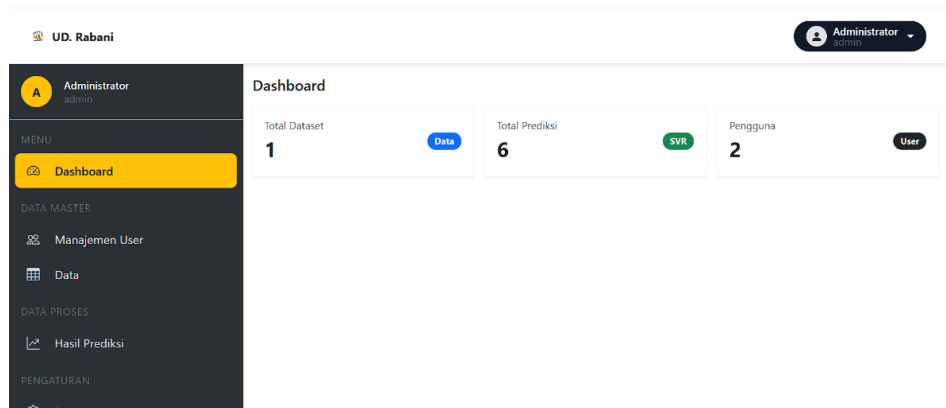 UD. Rabani
Administrator
admin
A
Administrator
admin
MENU
Dashboard
DATA MASTER
Manajemen User
Data
DATA PROSES
Hasil Prediksi
PENGATURAN
Dashboard
Total Dataset
1
Data
Total Prediksi
6
SVR
Pengguna
2
User